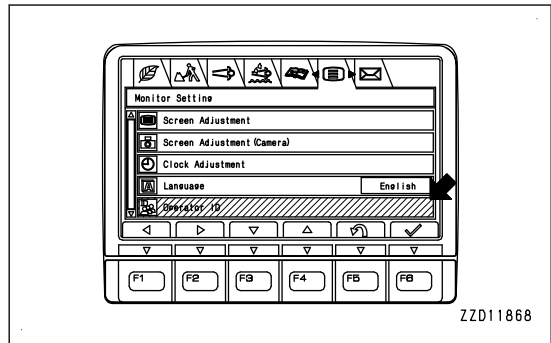 Monitor Setting
Screen Adjustment
Screen Adjustment (Camera)
Clock Adjustment
A
Language
English
Operator ID
F1
F2
F3
F4
F5
F6
ZZD11868